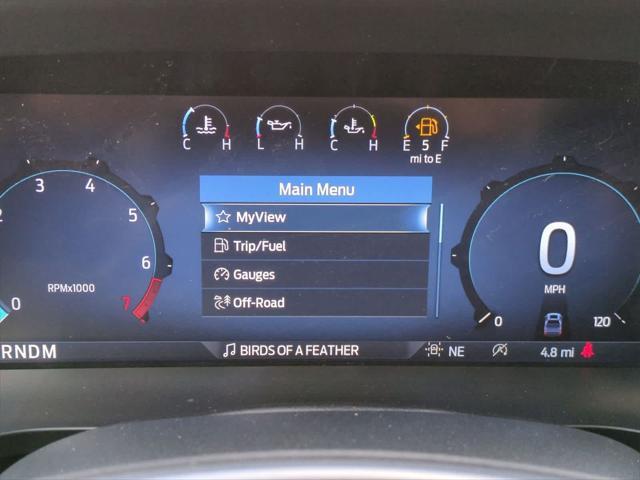 C H
L H
C H
E 5 F
mi to E
Main Menu
MyView
Trip/Fuel
Gauges
Off-Road
0 2 3 4 5 6 7
RPMx1000
0
MPH
0 120
RNDM
BIRDS OF A FEATHER
NE
4.8 mi